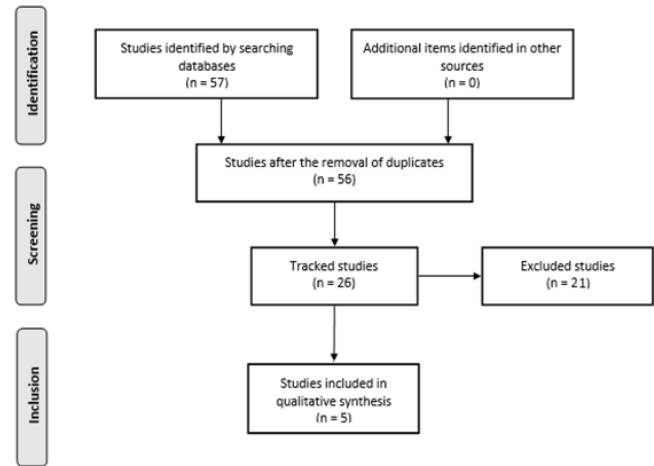 Identification
Studies identified by searching
databases
(n = 57)
Additional items identified in other
sources
(n = 0)
Studies after the removal of duplicates
(n = 56)
Screening
Tracked studies
(n = 26)
Excluded studies
(n = 21)
Inclusion
Studies included in
qualitative synthesis
(n = 5)